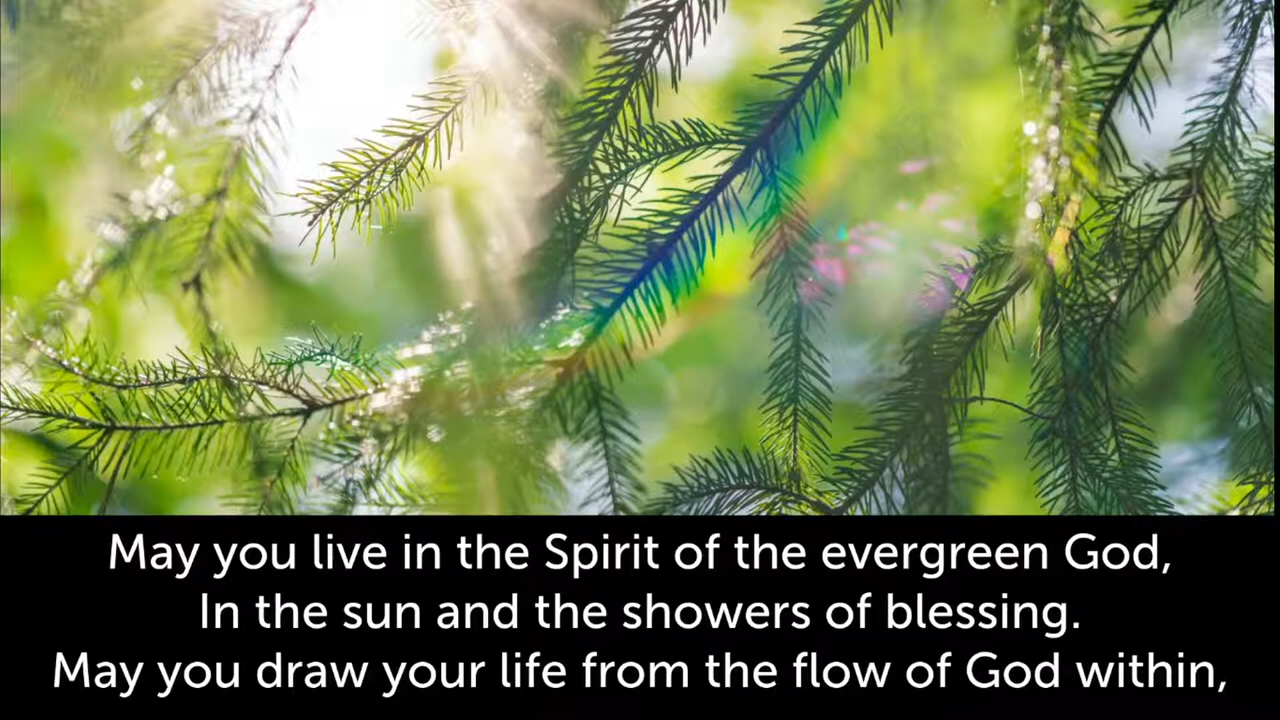 May you live in the Spirit of the evergreen God,
In the sun and the showers of blessing.
May you draw your life from the flow of God within,